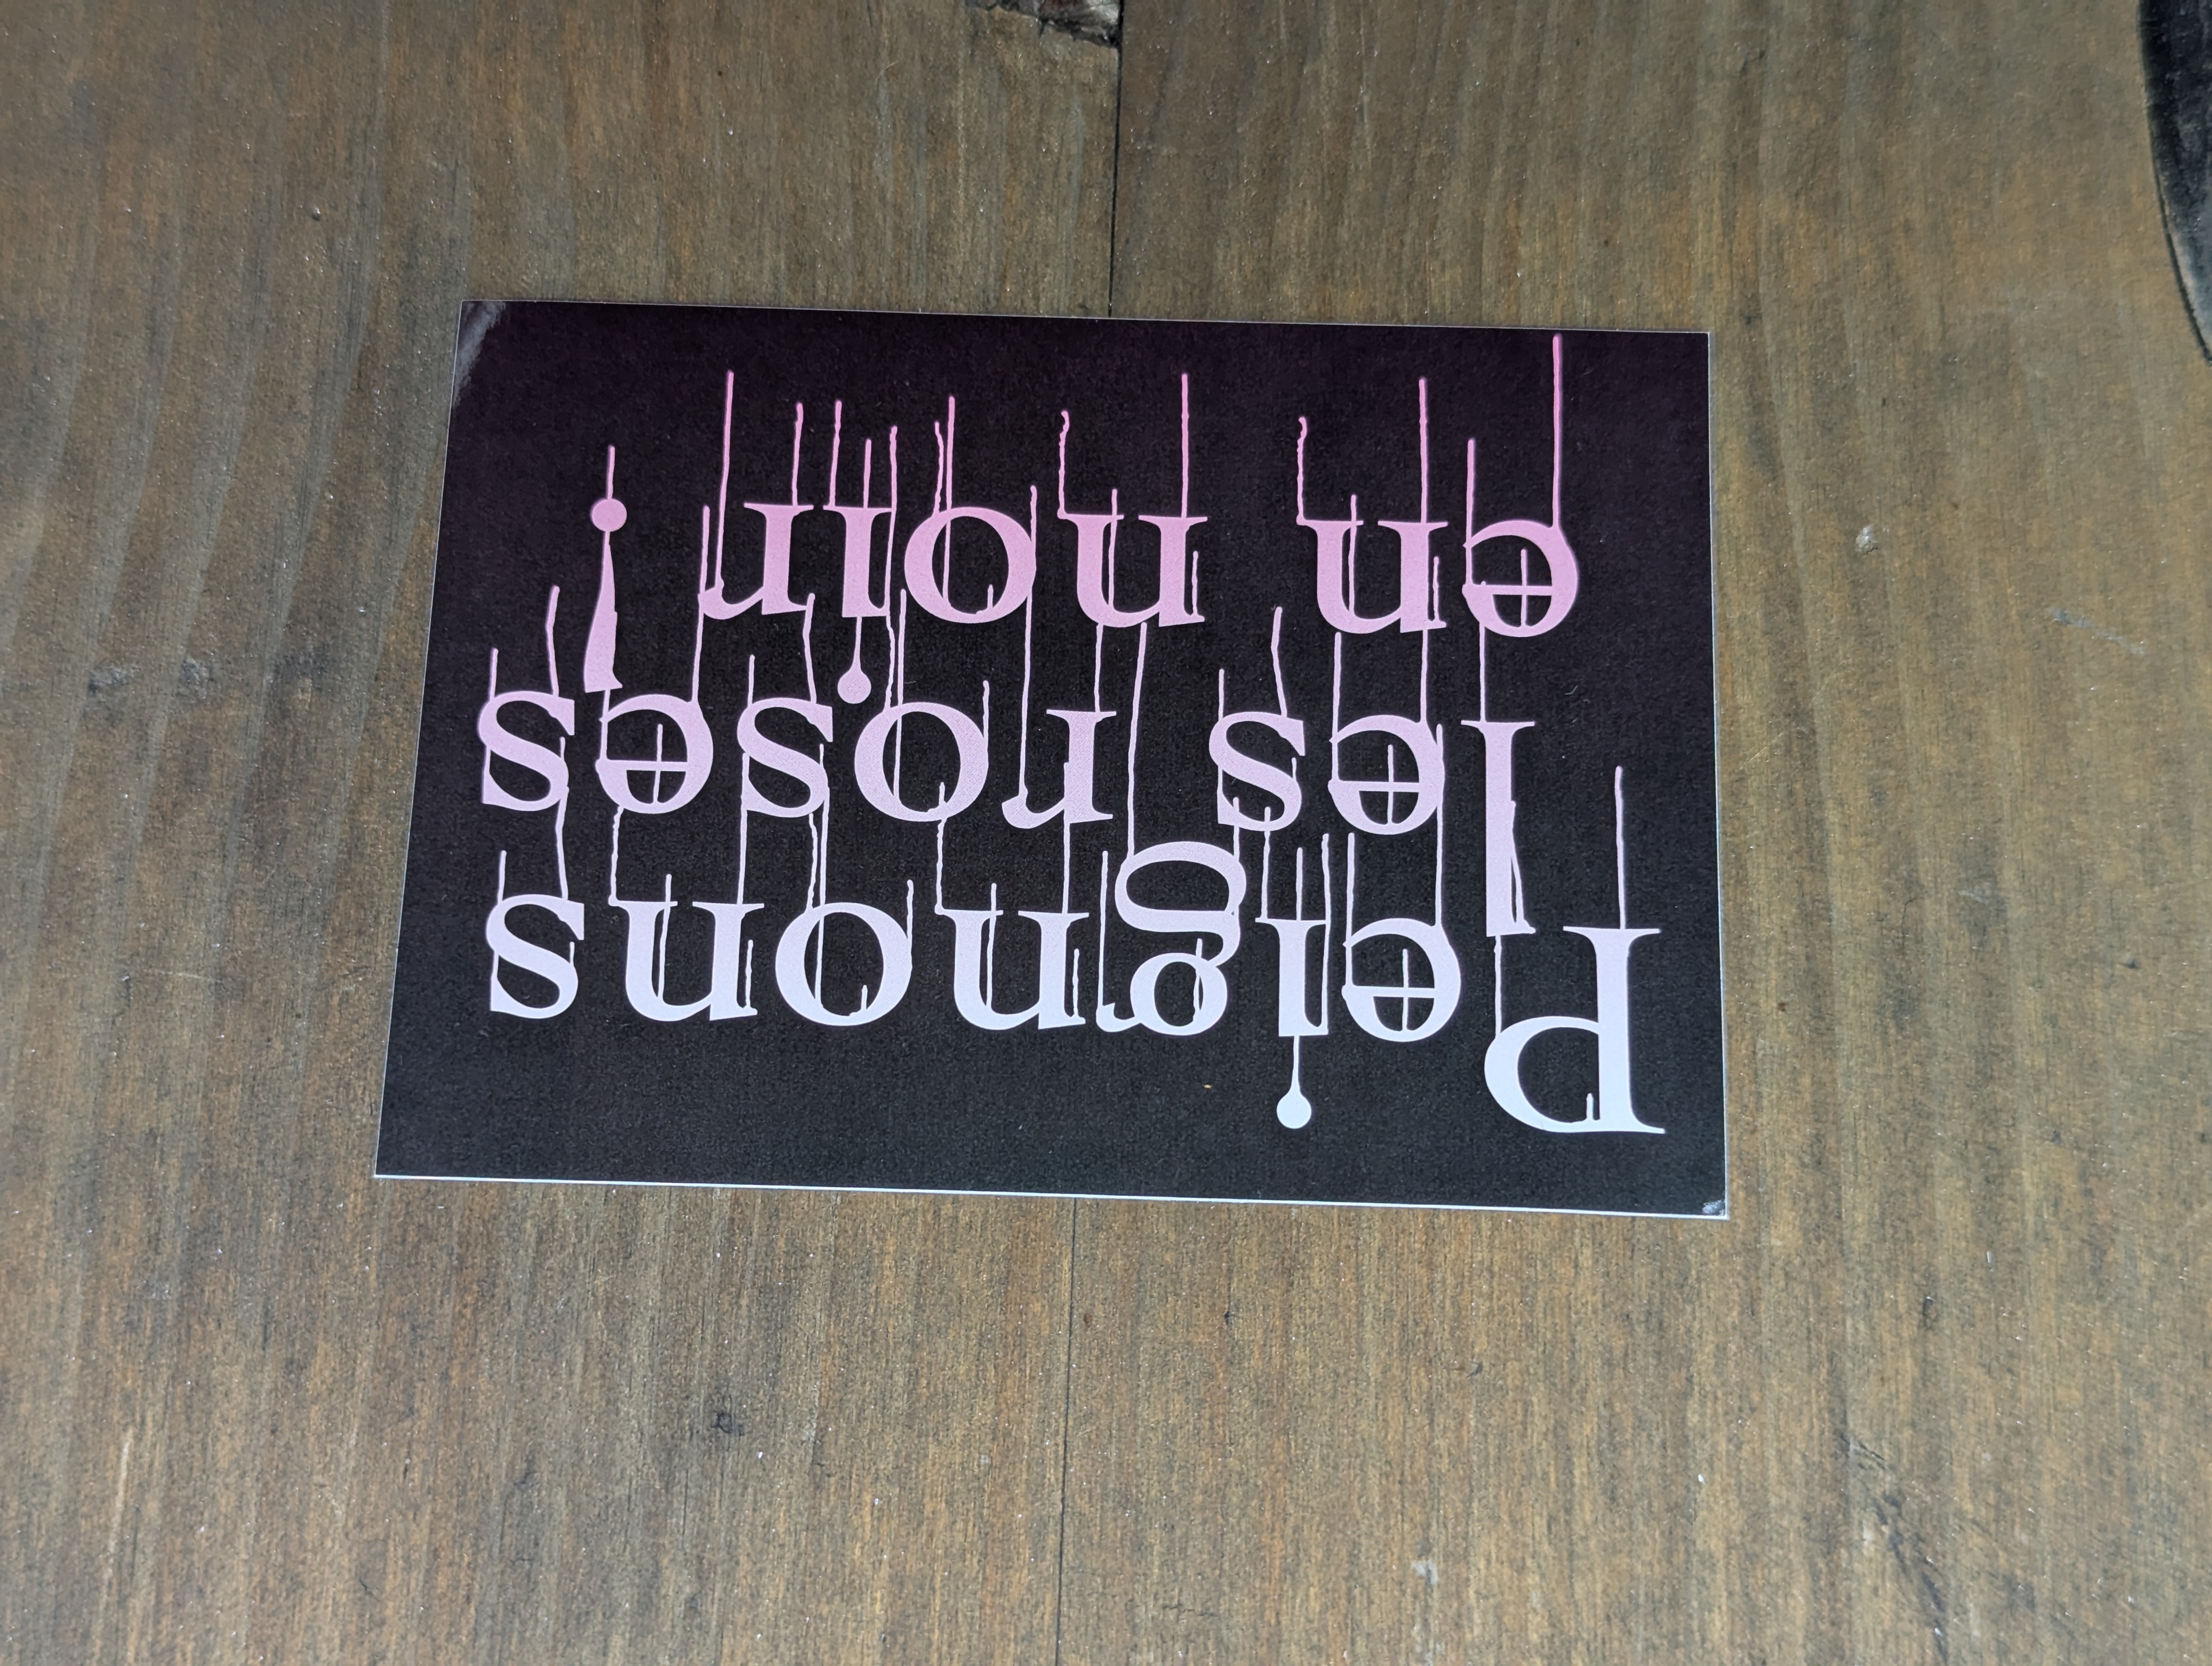 Peignons
les roses
en noir !